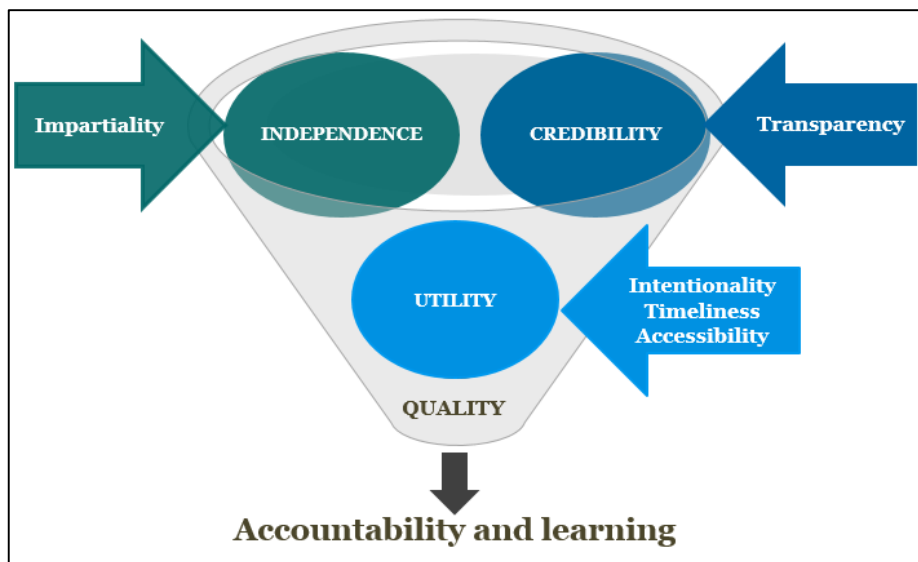 Impartiality
INDEPENDENCE
CREDIBILITY
Transparency
UTILITY
Intentionality
Timeliness
Accessibility
QUALITY
Accountability and learning